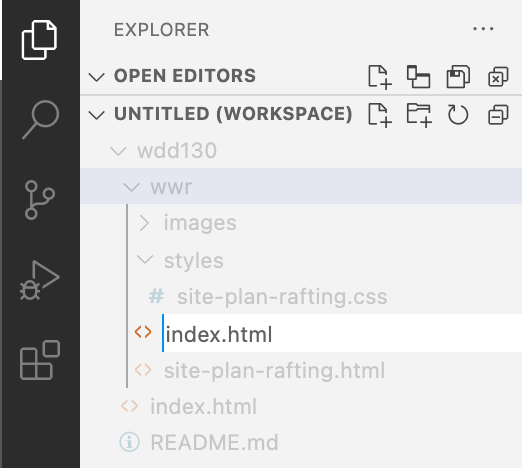 EXPLORER
OPEN EDITORS
UNTITLED (WORKSPACE)
wdd130
wwr
images
styles
# site-plan-rafting.css
<> index.html
<> site-plan-rafting.html
<> index.html
README.md